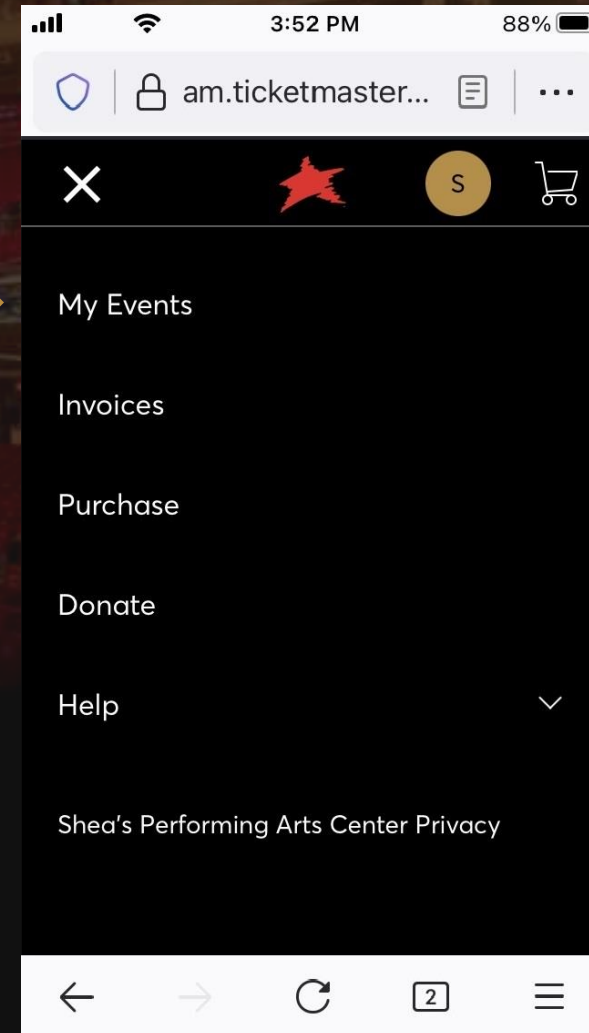 3:52 PM 88%
am.ticketmaster...
S
My Events
Invoices
Purchase
Donate
Help
Shea's Performing Arts Center Privacy
2